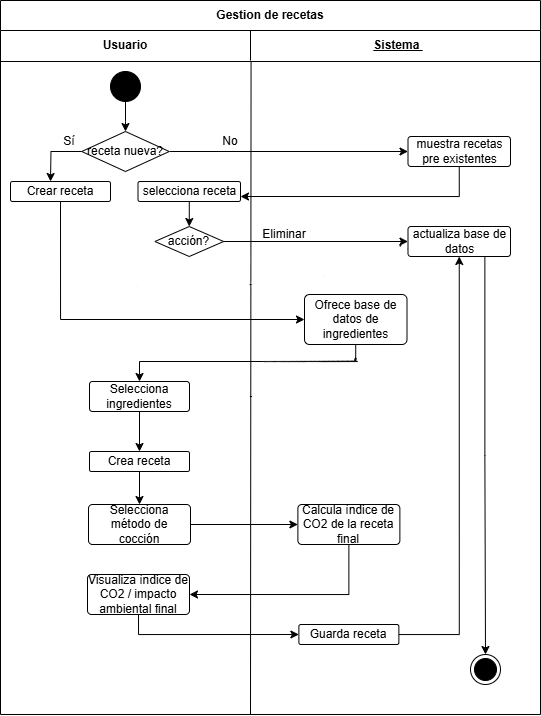 Gestion de recetas
Usuario
Sistema
Sí
receta nueva?
No
muestra recetas
pre existentes
Crear receta
selecciona receta
acción?
Eliminar
actualiza base de
datos
Ofrece base de
datos de
ingredientes
Selecciona
ingredientes
Crea receta
Selecciona
método de
cocción
Calcula indice de
CO2 de la receta
final
Visualiza indice de
CO2 / impacto
ambiental final
Guarda receta